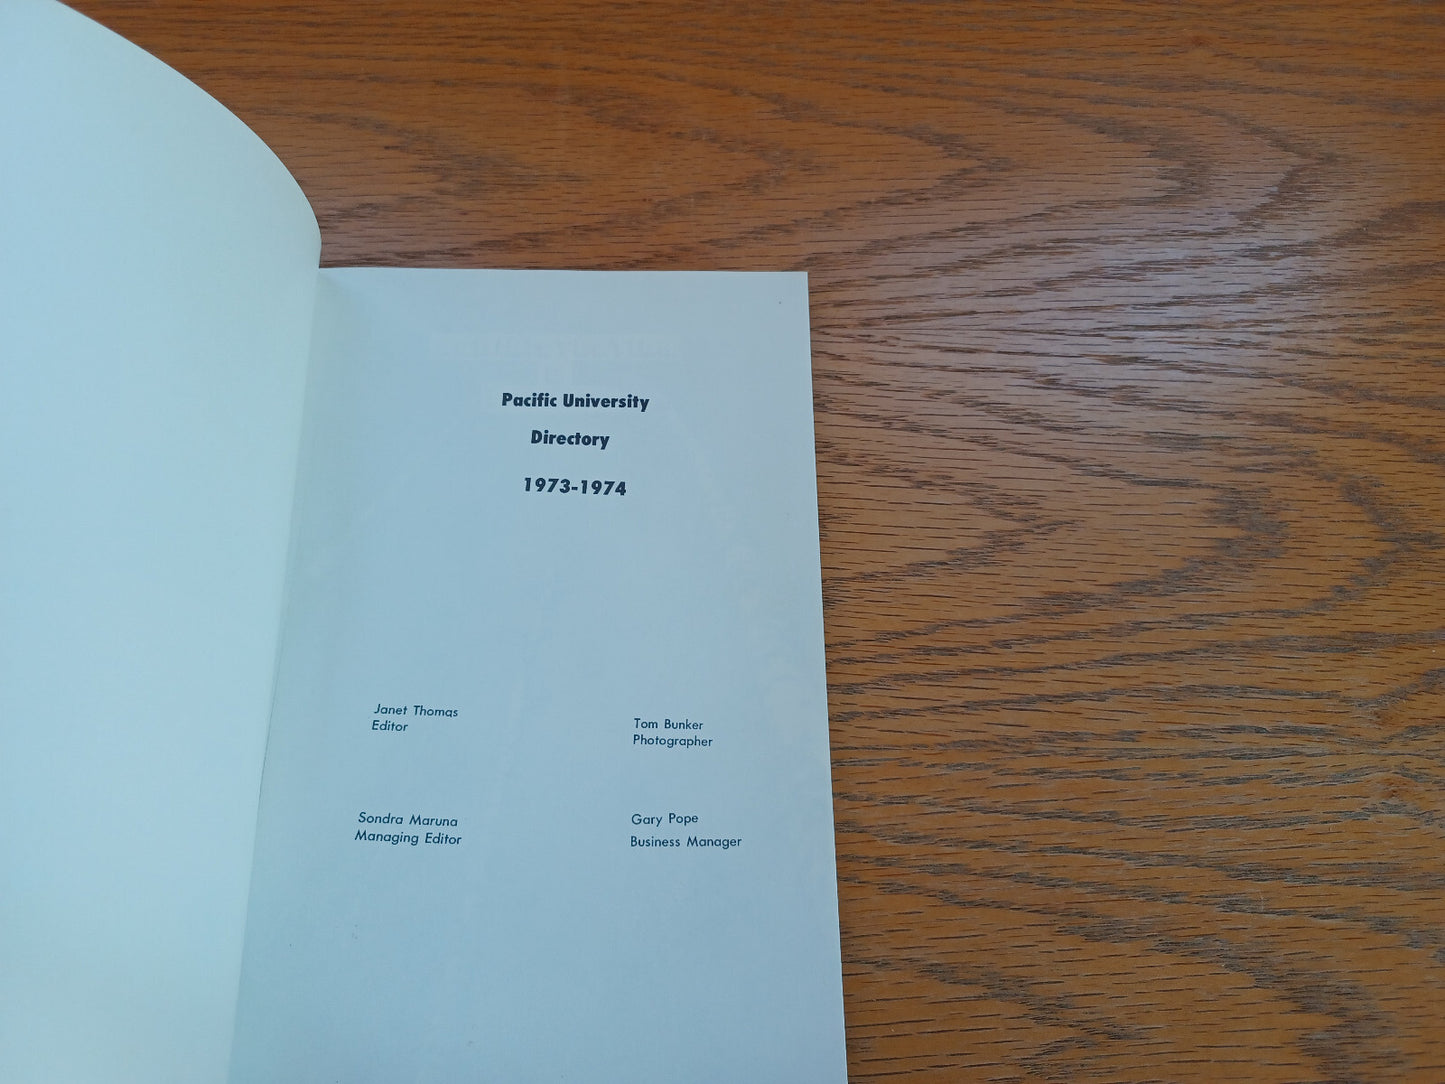 Pacific University
Directory
1973-1974
Janet Thomas
Editor
Tom Bunker
Photographer
Sondra Maruna
Managing Editor
Gary Pope
Business Manager